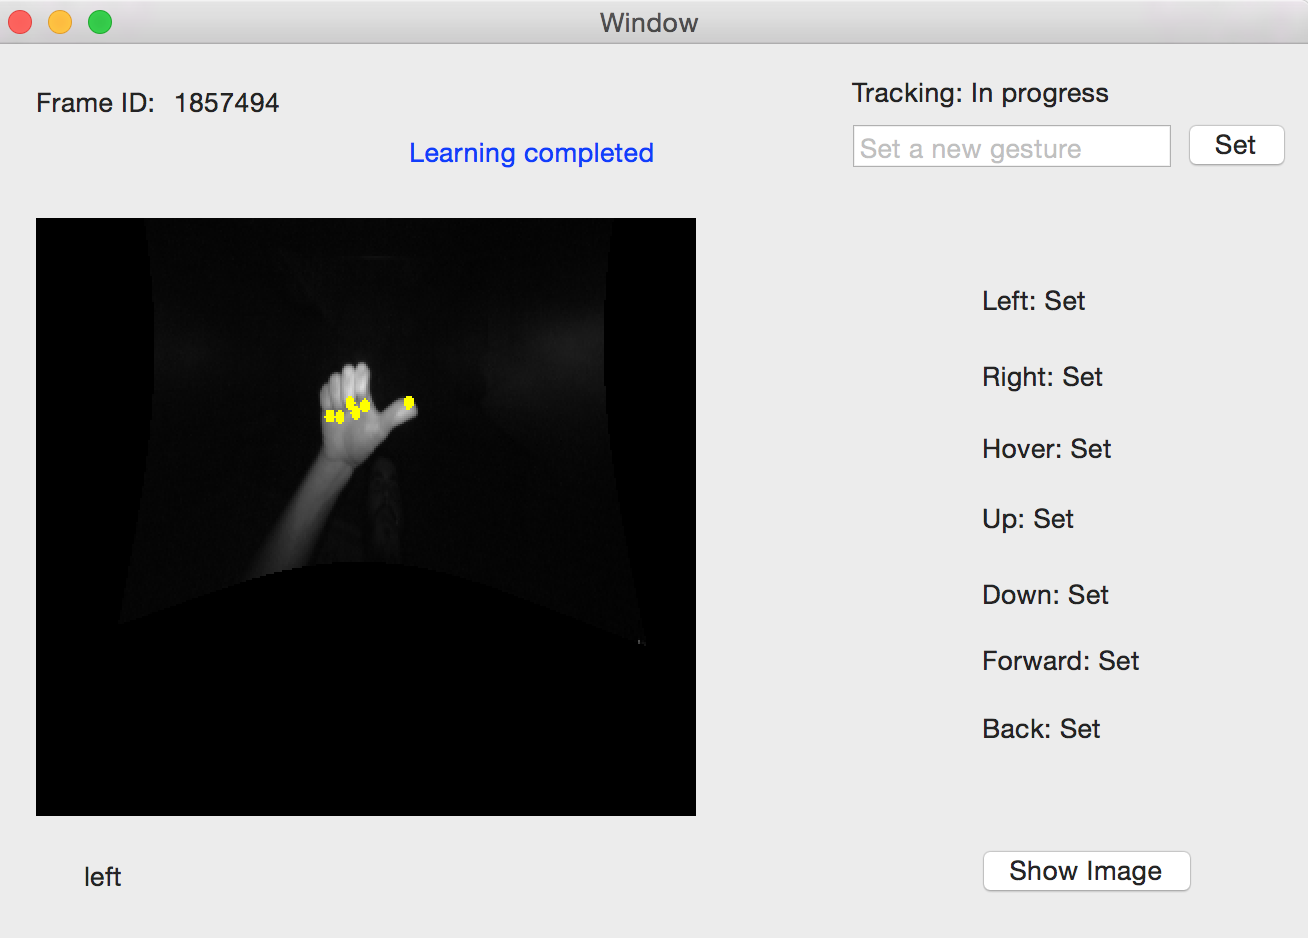 Window
Frame ID: 1857494
Tracking: In progress
Learning completed
Set a new gesture
Set
Left: Set
Right: Set
Hover: Set
Up: Set
Down: Set
Forward: Set
Back: Set
left
Show Image